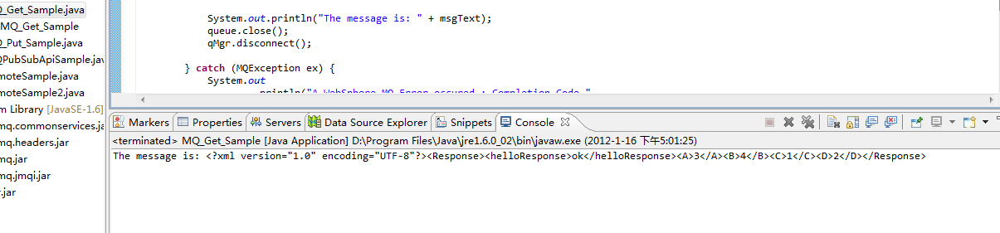 Q_Get_Sample.java
MQ_Get_Sample
Q_Put_Sample.java
QPubSubApiSample.jav
moteSample.java
moteSample2.java
m Library [JavaSE-1.6]
mq.commonservices.ja
mq.headers.jar
mq.jar
mq.jmqi.jar
r.jar
System.out.println("The message is: " + msgText);
queue.close();
qMgr.disconnect();
} catch (MQException ex) {
System.out
.println("A WebSphere MQ Error occured : Completion Code "
Markers Properties Servers Data Source Explorer Snippets Console
<terminated> MQ_Get_Sample [Java Application] D:\Program Files\Java\jre1.6.0_02\bin\javaw.exe (2012-1-16 下午5:01:25)
The message is: <?xml version="1.0" encoding="UTF-8"?><Response><helloResponse>ok</helloResponse><A>3</A><B>4</B><C>1</C><D>2</D></Response>